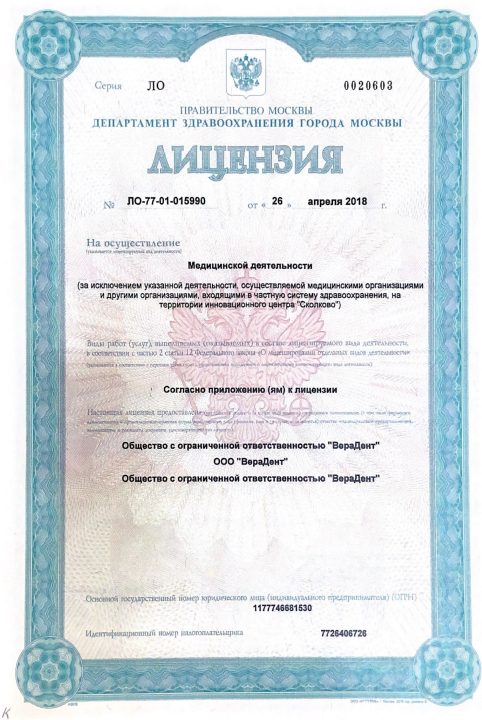 Серия ЛО 0020603
ПРАВИТЕЛЬСТВО МОСКВЫ
ДЕПАРТАМЕНТ ЗДРАВООХРАНЕНИЯ ГОРОДА МОСКВЫ
ЛИЦЕНЗИЯ
№ ЛО-77-01-015990 от « 26 » апреля 2018 г.
На осуществление
(указывается лицензируемый вид деятельности)
Медицинской деятельности
(за исключением указанной деятельности, осуществляемой медицинскими организациями
и другими организациями, входящими в частную систему здравоохранения, на
территории инновационного центра "Сколково")
Виды работ (услуг), выполняемых (оказываемых) в составе лицензируемого вида деятельности,
в соответствии с частью 2 статьи 12 Федерального закона «О лицензировании отдельных видов деятельности»
Согласно приложению (ям) к лицензии
Настоящая лицензия предоставлена
Общество с ограниченной ответственностью "ВераДент"
ООО "ВераДент"
Общество с ограниченной ответственностью "ВераДент"
Основной государственный номер юридического лица (индивидуального предпринимателя) (ОГРН)
1177746681530
Идентификационный номер налогоплательщика 7726406726
К